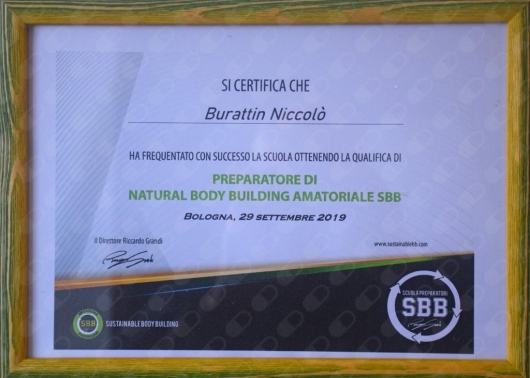 SI CERTIFICA CHE
Burattin Niccolò
HA FREQUENTATO CON SUCCESSO LA SCUOLA OTTENENDO LA QUALIFICA DI
PREPARATORE DI
NATURAL BODY BUILDING AMATORIALE SBB
BOLOGNA, 29 SETTEMBRE 2019
Il Direttore Riccardo Grandi
www.sustainablebb.com
SCUOLA PREPARATORI
SBB
SBB
SUSTAINABLE BODY BUILDING